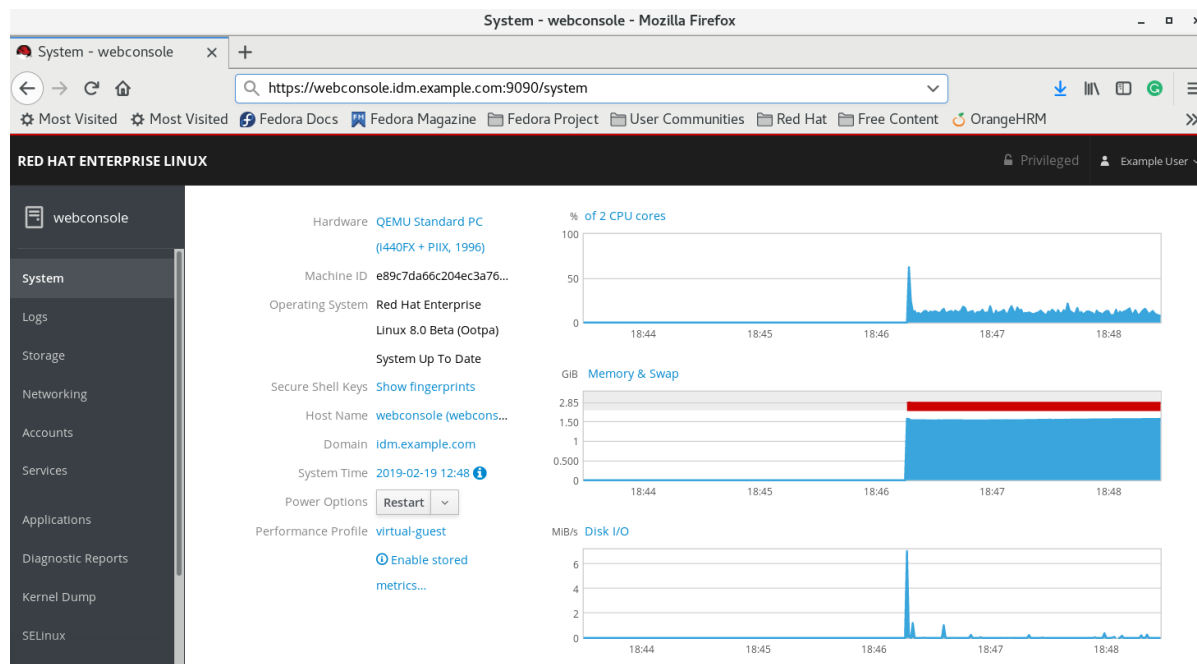 System - webconsole - Mozilla Firefox
System - webconsole
https://webconsole.idm.example.com:9090/system
Most Visited Most Visited Fedora Docs Fedora Magazine Fedora Project User Communities Red Hat Free Content OrangeHRM
RED HAT ENTERPRISE LINUX
Privileged
Example User
webconsole
System
Logs
Storage
Networking
Accounts
Services
Applications
Diagnostic Reports
Kernel Dump
SELinux
Hardware QEMU Standard PC
(i440FX + PIIX, 1996)
Machine ID e89c7da66c204ec3a76...
Operating System Red Hat Enterprise
Linux 8.0 Beta (Ootpa)
System Up To Date
Secure Shell Keys Show fingerprints
Host Name webconsole (webcons...
Domain idm.example.com
System Time 2019-02-19 12:48
Power Options Restart
Performance Profile virtual-guest
Enable stored
metrics...
% of 2 CPU cores
100
50
0
18:44 18:45 18:46 18:47 18:48
GiB Memory & Swap
2.85
1.50
1
0.500
0
18:44 18:45 18:46 18:47 18:48
MiB/s Disk I/O
6
4
2
0
18:44 18:45 18:46 18:47 18:48